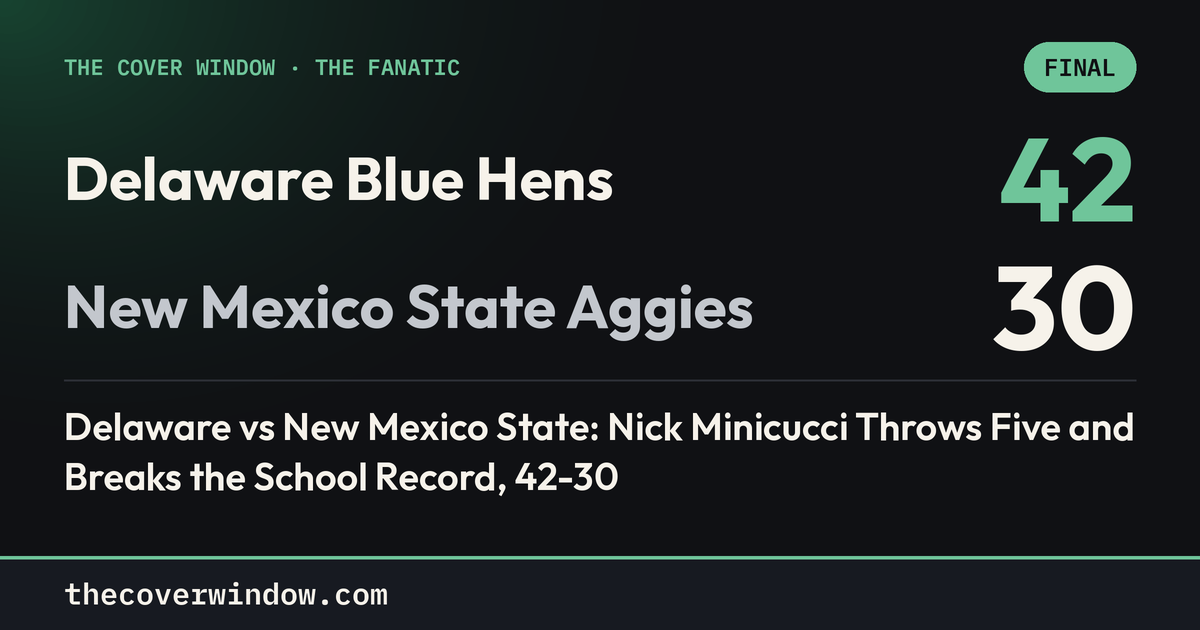 THE COVER WINDOW · THE FANATIC
FINAL
Delaware Blue Hens
42
New Mexico State Aggies
30
Delaware vs New Mexico State: Nick Minicucci Throws Five and
Breaks the School Record, 42-30
thecoverwindow.com